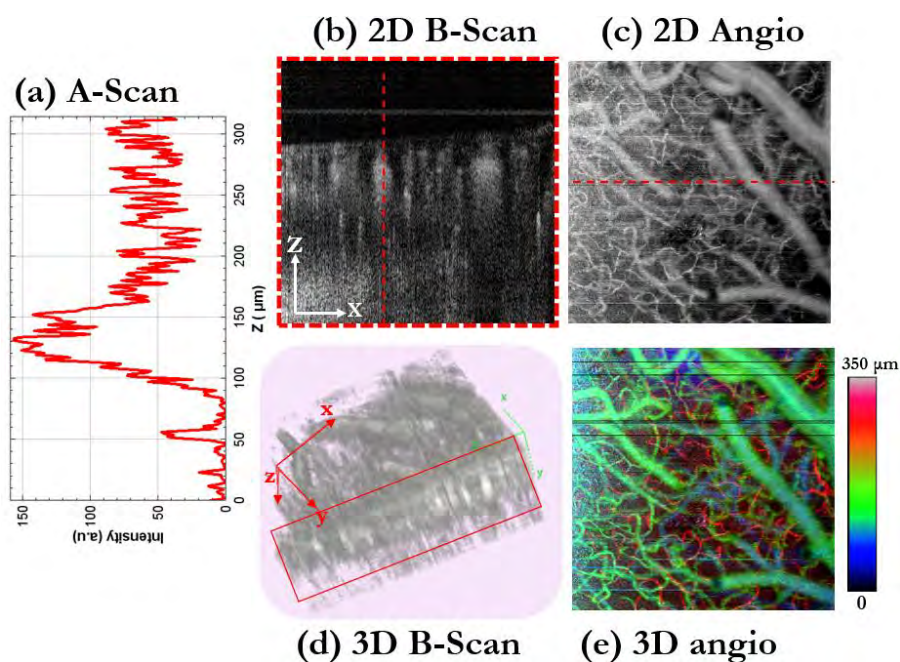 (b) 2D B-Scan
(c) 2D Angio
(a) A-Scan
300
250
200
150
100
50
0
Z ( µm)
150
100
50
0
Intensity (a.u)
Z
X
x
z
y
x
y
350 µm
0
(d) 3D B-Scan
(e) 3D angio